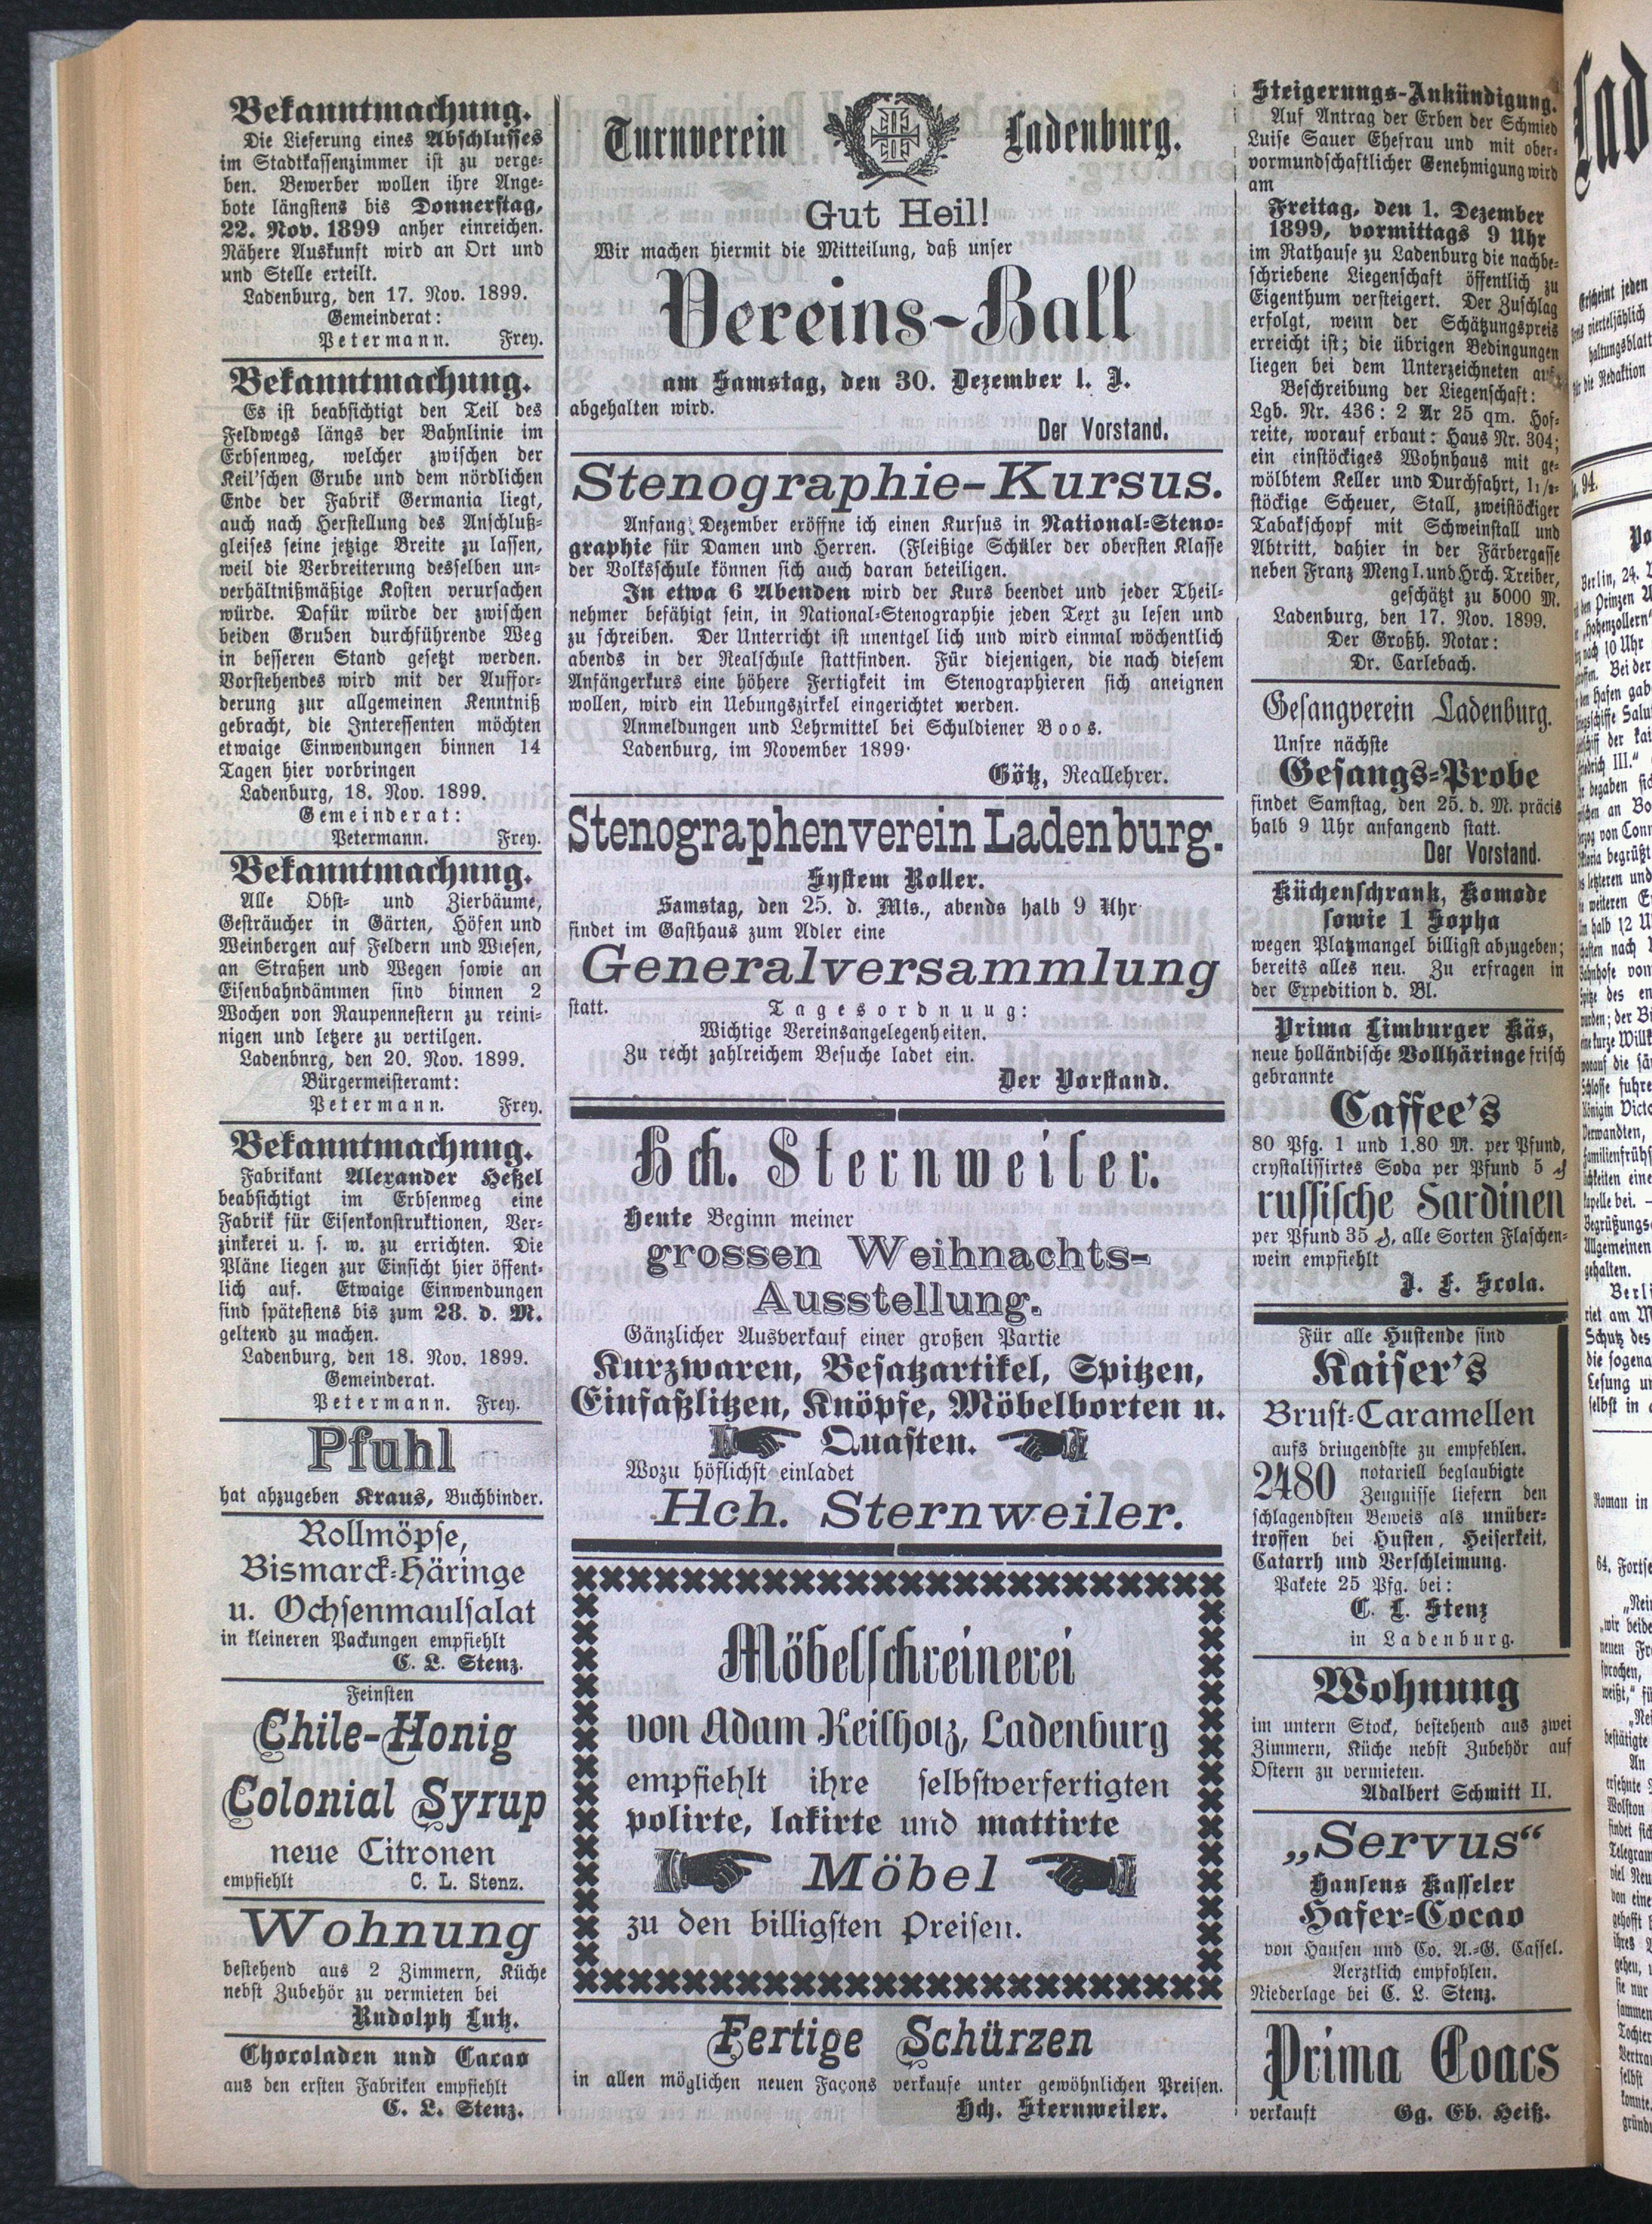 Bekanntmachung.
Die Lieferung eines Abschlusses
im Stadtkassenzimmer ist zu verge-
ben. Bewerber wollen ihre Ange-
bote längstens bis Donnerstag,
22. Nov. 1899 anher einreichen.
Nähere Auskunft wird an Ort und
und Stelle erteilt.
Ladenburg, den 17. Nov. 1899.
Gemeinderat:
Petermann. Frey.
Bekanntmachung.
Es ist beabsichtigt den Teil des
Feldwegs längs der Bahnlinie im
Erbsenweg, welcher zwischen der
Keil'schen Grube und dem nördlichen
Ende der Fabrik Germania liegt,
auch nach Herstellung des Anschluß-
gleises seine jetzige Breite zu lassen,
weil die Verbreiterung desselben un-
verhältnißmäßige Kosten verursachen
würde. Dafür würde der zwischen
beiden Gruben durchführende Weg
in besseren Stand gesetzt werden.
Vorstehendes wird mit der Auffor-
derung zur allgemeinen Kenntniß
gebracht, die Interessenten möchten
etwaige Einwendungen binnen 14
Tagen hier vorbringen
Ladenburg, 18. Nov. 1899.
Gemeinderat:
Petermann. Frey.
Bekanntmachung.
Alle Obst- und Zierbäume,
Gesträucher in Gärten, Höfen und
Weinbergen auf Feldern und Wiesen,
an Straßen und Wegen sowie an
Eisenbahndämmen sind binnen 2
Wochen von Raupennestern zu reini-
nigen und letzere zu vertilgen.
Ladenbnrg, den 20. Nov. 1899.
Bürgermeisteramt:
Petermann. Frey.
Bekanntmachnng.
Fabrikant Alexander Heßel
beabsichtigt im Erbsenweg eine
Fabrik für Eisenkonstruktionen, Ver-
zinkerei u. s. w. zu errichten. Die
Pläne liegen zur Einsicht hier öffent-
lich auf. Etwaige Einwendungen
sind spätestens bis zum 28. d. M.
geltend zu machen.
Ladenburg, den 18. Nov. 1899.
Gemeinderat.
Petermann. Frey.
Pfuhl
hat abzugeben Kraus, Buchbinder.
Rollmöpse,
Bismarck-Häringe
u. Ochsenmaulsalat
in kleineren Packungen empfiehlt
C. L. Stenz.
Feinsten
Chile-Honig
Colonial Syrup
neue Citronen
empfiehlt C. L. Stenz.
Wohnung
bestehend aus 2 Zimmern, Küche
nebst Zubehör zu vermieten bei
Rudolph Lutz.
Chocoladen und Cacao
aus den ersten Fabriken empfiehlt
C. L. Stenz.
Turnverein Ladenburg.
Gut Heil!
Wir machen hiermit die Mitteilung, daß unser
Vereins-Ball
am Samstag, den 30. Dezember l. J.
abgehalten wird.
Der Vorstand.
Stenographie-Kursus.
Anfang Dezember eröffne ich einen Kursus in National-Steno-
graphie für Damen und Herren. (Fleißige Schüler der obersten Klasse
der Volksschule können sich auch daran beteiligen.
In etwa 6 Abenden wird der Kurs beendet und jeder Theil-
nehmer befähigt sein, in National-Stenographie jeden Text zu lesen und
zu schreiben. Der Unterricht ist unentgel lich und wird einmal wöchentlich
abends in der Realschule stattfinden. Für diejenigen, die nach diesem
Anfängerkurs eine höhere Fertigkeit im Stenographieren sich aneignen
wollen, wird ein Uebungszirkel eingerichtet werden.
Anmeldungen und Lehrmittel bei Schuldiener Boos.
Ladenburg, im November 1899.
Götz, Reallehrer.
Stenographenverein Ladenburg.
System Roller.
Samstag, den 25. d. Mts., abends halb 9 Uhr
findet im Gasthaus zum Adler eine
Generalversammlung
statt. Tagesordnuug:
Wichtige Vereinsangelegenheiten.
Zu recht zahlreichem Besuche ladet ein.
Der Vorstand.
Hch. Sternweiler.
Heute Beginn meiner
grossen Weihnachts-
Ausstellung.
Gänzlicher Ausverkauf einer großen Partie
Kurzwaren, Besatzartikel, Spitzen,
Einfaßlitzen, Knöpfe, Möbelborten u.
Quasten.
Wozu höflichst einladet
Hch. Sternweiler.
Möbelschreinerei
von Adam Keilholz, Ladenburg
empfiehlt ihre selbstverfertigten
polirte, lakirte und mattirte
Möbel
zu den billigsten Preisen.
Fertige Schürzen
in allen möglichen neuen Façons verkaufe unter gewöhnlichen Preisen.
Hch. Sternweiler.
Steigerungs-Ankündigung.
Auf Antrag der Erben der Schmied
Luise Sauer Ehefrau und mit ober-
vormundschaftlicher Genehmigung wird
am
Freitag, den 1. Dezember
1899, vormittags 9 Uhr
im Rathause zu Ladenburg die nachbe-
schriebene Liegenschaft öffentlich zu
Eigenthum versteigert. Der Zuschlag
erfolgt, wenn der Schätzungspreis
erreicht ist; die übrigen Bedingungen
liegen bei dem Unterzeichneten auf.
Beschreibung der Liegenschaft:
Lgb. Nr. 436: 2 Ar 25 qm. Hof-
reite, worauf erbaut: Haus Nr. 304;
ein einstöckiges Wohnhaus mit ge-
wölbtem Keller und Durchfahrt, 1 1/2-
stöckige Scheuer, Stall, zweistöckiger
Tabakschopf mit Schweinstall und
Abtritt, dahier in der Färbergasse
neben Franz Meng I. und Hrch. Treiber,
geschätzt zu 5000 M.
Ladenburg, den 17. Nov. 1899.
Der Großh. Notar:
Dr. Carlebach.
Gesangverein Ladenburg.
Unsre nächste
Gesangs-Probe
findet Samstag, den 25. d. M. präcis
halb 9 Uhr anfangend statt.
Der Vorstand.
Küchenschrank, Komode
sowie 1 Sopha
wegen Platzmangel billigst abzugeben;
bereits alles neu. Zu erfragen in
der Expedition d. Bl.
Prima Limburger Käs,
neue holländische Vollhäringe frisch
gebrannte
Caffee's
80 Pfg. 1 und 1.80 M. per Pfund,
crystalissirtes Soda per Pfund 5 ₰
russische Sardinen
per Pfund 35 ₰, alle Sorten Flaschen-
wein empfiehlt
J. F. Scola.
Für alle Hustende sind
Kaiser's
Brust-Caramellen
aufs dringendste zu empfehlen.
2480 notariell beglaubigte
Zeugnisse liefern den
schlagendsten Beweis als unüber-
troffen bei Husten, Heiserkeit,
Catarrh und Verschleimung.
Pakete 25 Pfg. bei:
C. L. Stenz
in Ladenburg.
Wohnung
im untern Stock, bestehend aus zwei
Zimmern, Küche nebst Zubehör auf
Ostern zu vermieten.
Adalbert Schmitt II.
„Servus“
Hansens Kasseler
Hafer-Cocao
von Hansen und Co. A.-G. Cassel.
Aerztlich empfohlen.
Niederlage bei C. L. Stenz.
Prima Coacs
verkauft Gg. Eb. Heiß.